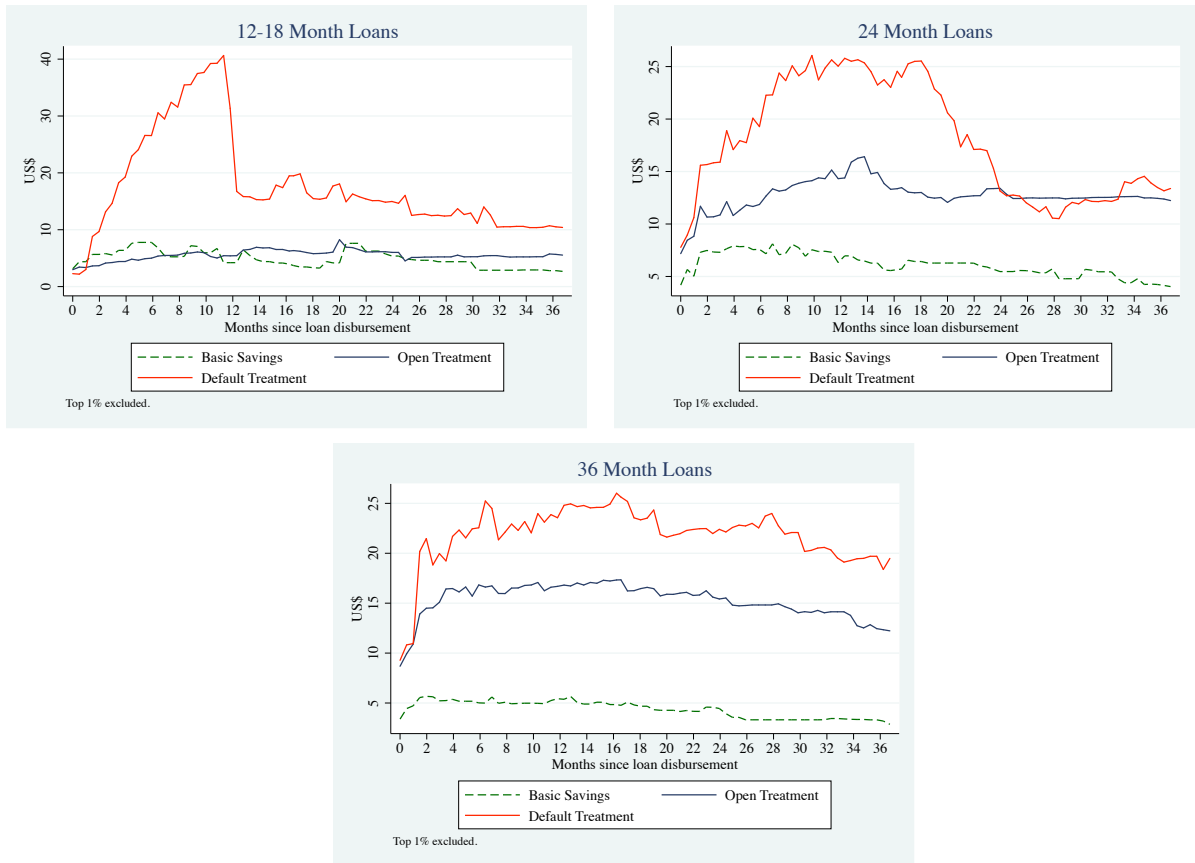 12-18 Month Loans
US$
40
30
20
10
0
0 2 4 6 8 10 12 14 16 18 20 22 24 26 28 30 32 34 36
Months since loan disbursement
Basic Savings Open Treatment
Default Treatment
Top 1% excluded.
24 Month Loans
US$
25
20
15
10
5
0 2 4 6 8 10 12 14 16 18 20 22 24 26 28 30 32 34 36
Months since loan disbursement
Basic Savings Open Treatment
Default Treatment
Top 1% excluded.
36 Month Loans
US$
25
20
15
10
5
0 2 4 6 8 10 12 14 16 18 20 22 24 26 28 30 32 34 36
Months since loan disbursement
Basic Savings Open Treatment
Default Treatment
Top 1% excluded.